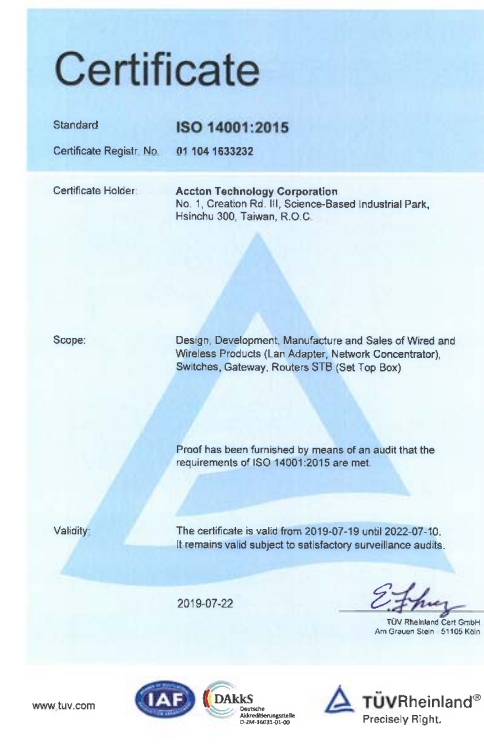 Certificate
Standard ISO 14001:2015
Certificate Registr. No. 01 104 1633232
Certificate Holder: Accton Technology Corporation
No. 1, Creation Rd. III, Science-Based Industrial Park,
Hsinchu 300, Taiwan, R.O.C.
Scope: Design, Development, Manufacture and Sales of Wired and
Wireless Products (Lan Adapter, Network Concentrator),
Switches, Gateway, Routers STB (Set Top Box)
Proof has been furnished by means of an audit that the
requirements of ISO 14001:2015 are met.
Validity: The certificate is valid from 2019-07-19 until 2022-07-10.
It remains valid subject to satisfactory surveillance audits.
2019-07-22
TÜV Rheinland Cert GmbH
Am Grauen Stein · 51105 Köln
www.tuv.com
IAF
DAkkS
Deutsche
Akkreditierungsstelle
D-ZM-16031-01-00
TÜVRheinland®
Precisely Right.